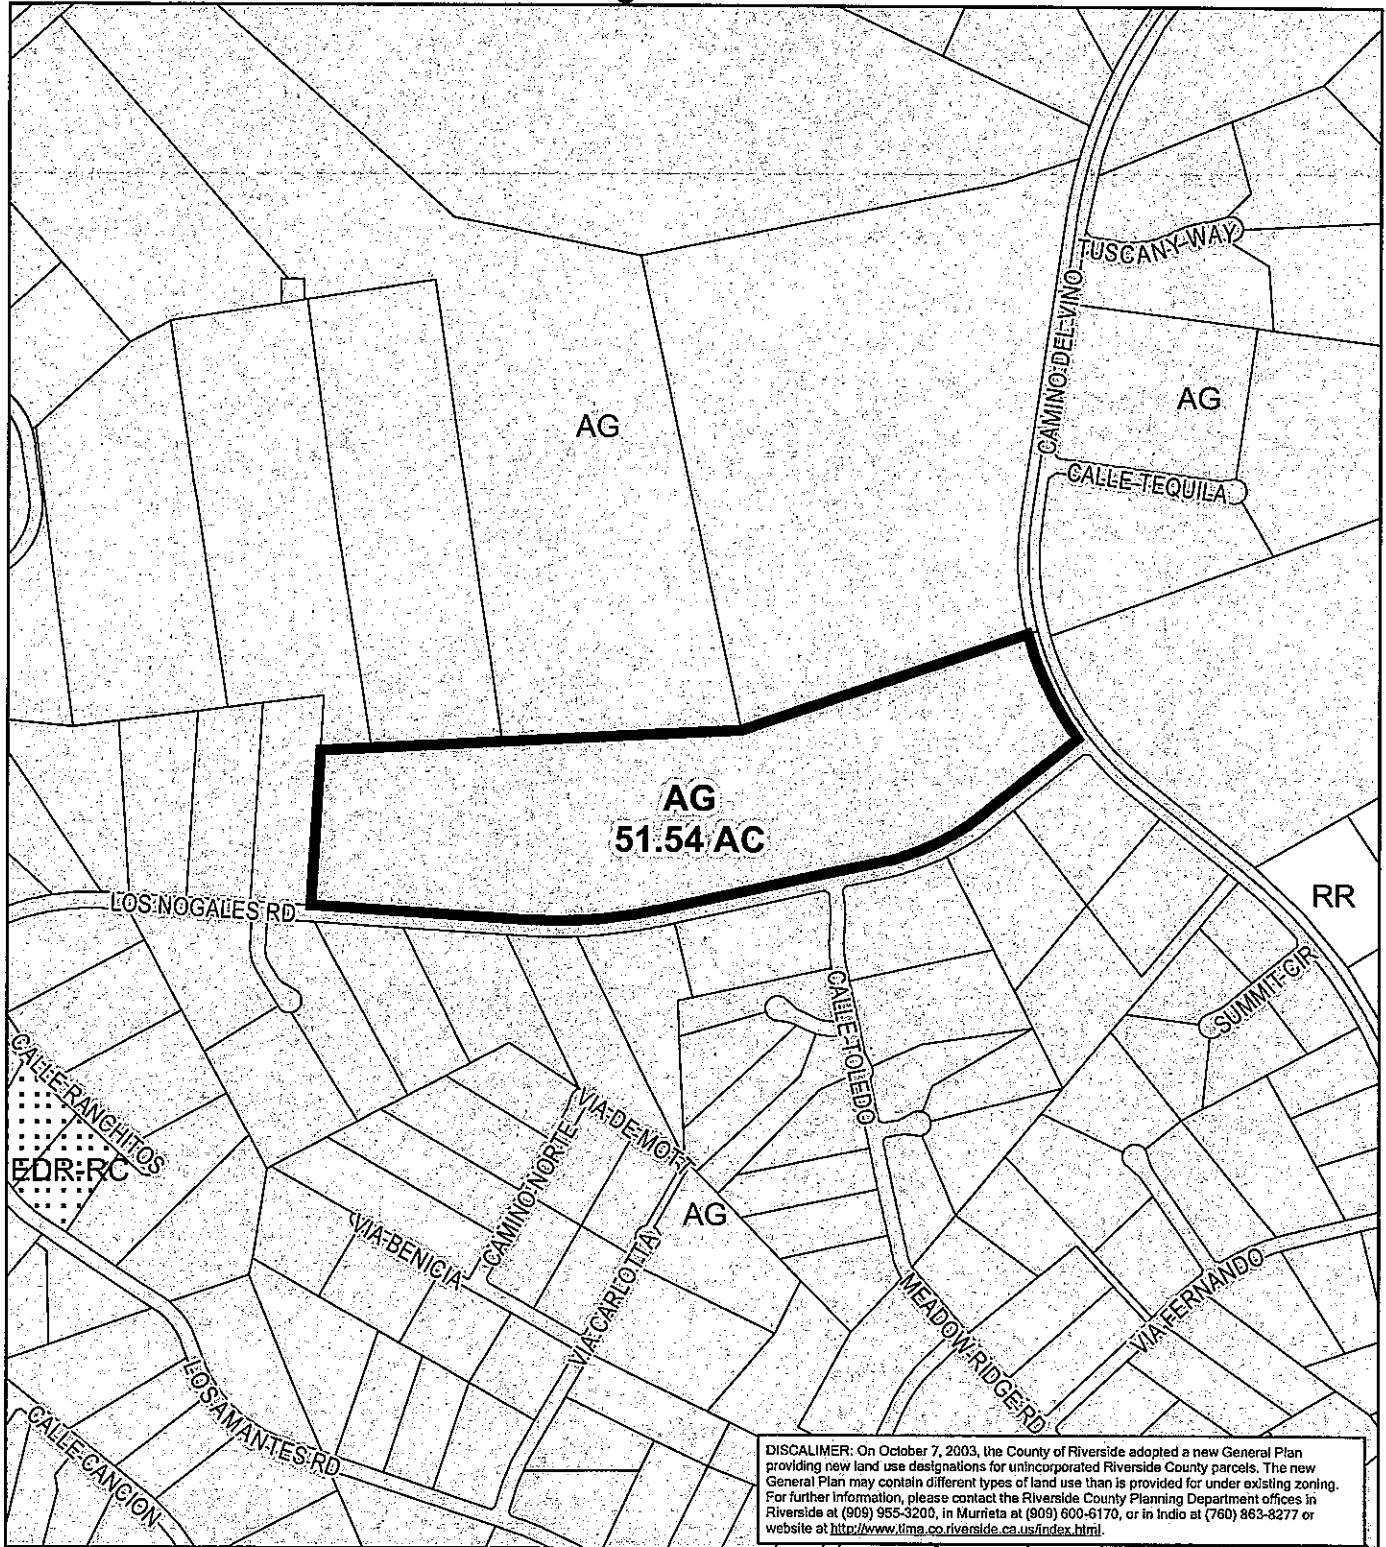 TUSCANY WAY
CAMINO DEL VINO
AG
AG
CALLE TEQUILA
AG
51.54 AC
RR
LOS NOGALES RD
SUMMIT CIR
CALLE TOLEDO
CALLE RANCHITOS
VIA DE MOTT
CAMINO NORTE
EDR-RC
AG
VIA BENICIA
VIA CARLOTTA
VIA FERNANDO
MEADOW RIDGE RD
LOS AMANTES RD
CALLE CANCION
DISCALIMER: On October 7, 2003, the County of Riverside adopted a new General Plan
providing new land use designations for unincorporated Riverside County parcels. The new
General Plan may contain different types of land use than is provided for under existing zoning.
For further information, please contact the Riverside County Planning Department offices in
Riverside at (909) 955-3200, in Murrieta at (909) 600-6170, or in Indio at (760) 863-8277 or
website at http://www.tlma.co.riverside.ca.us/index.html.